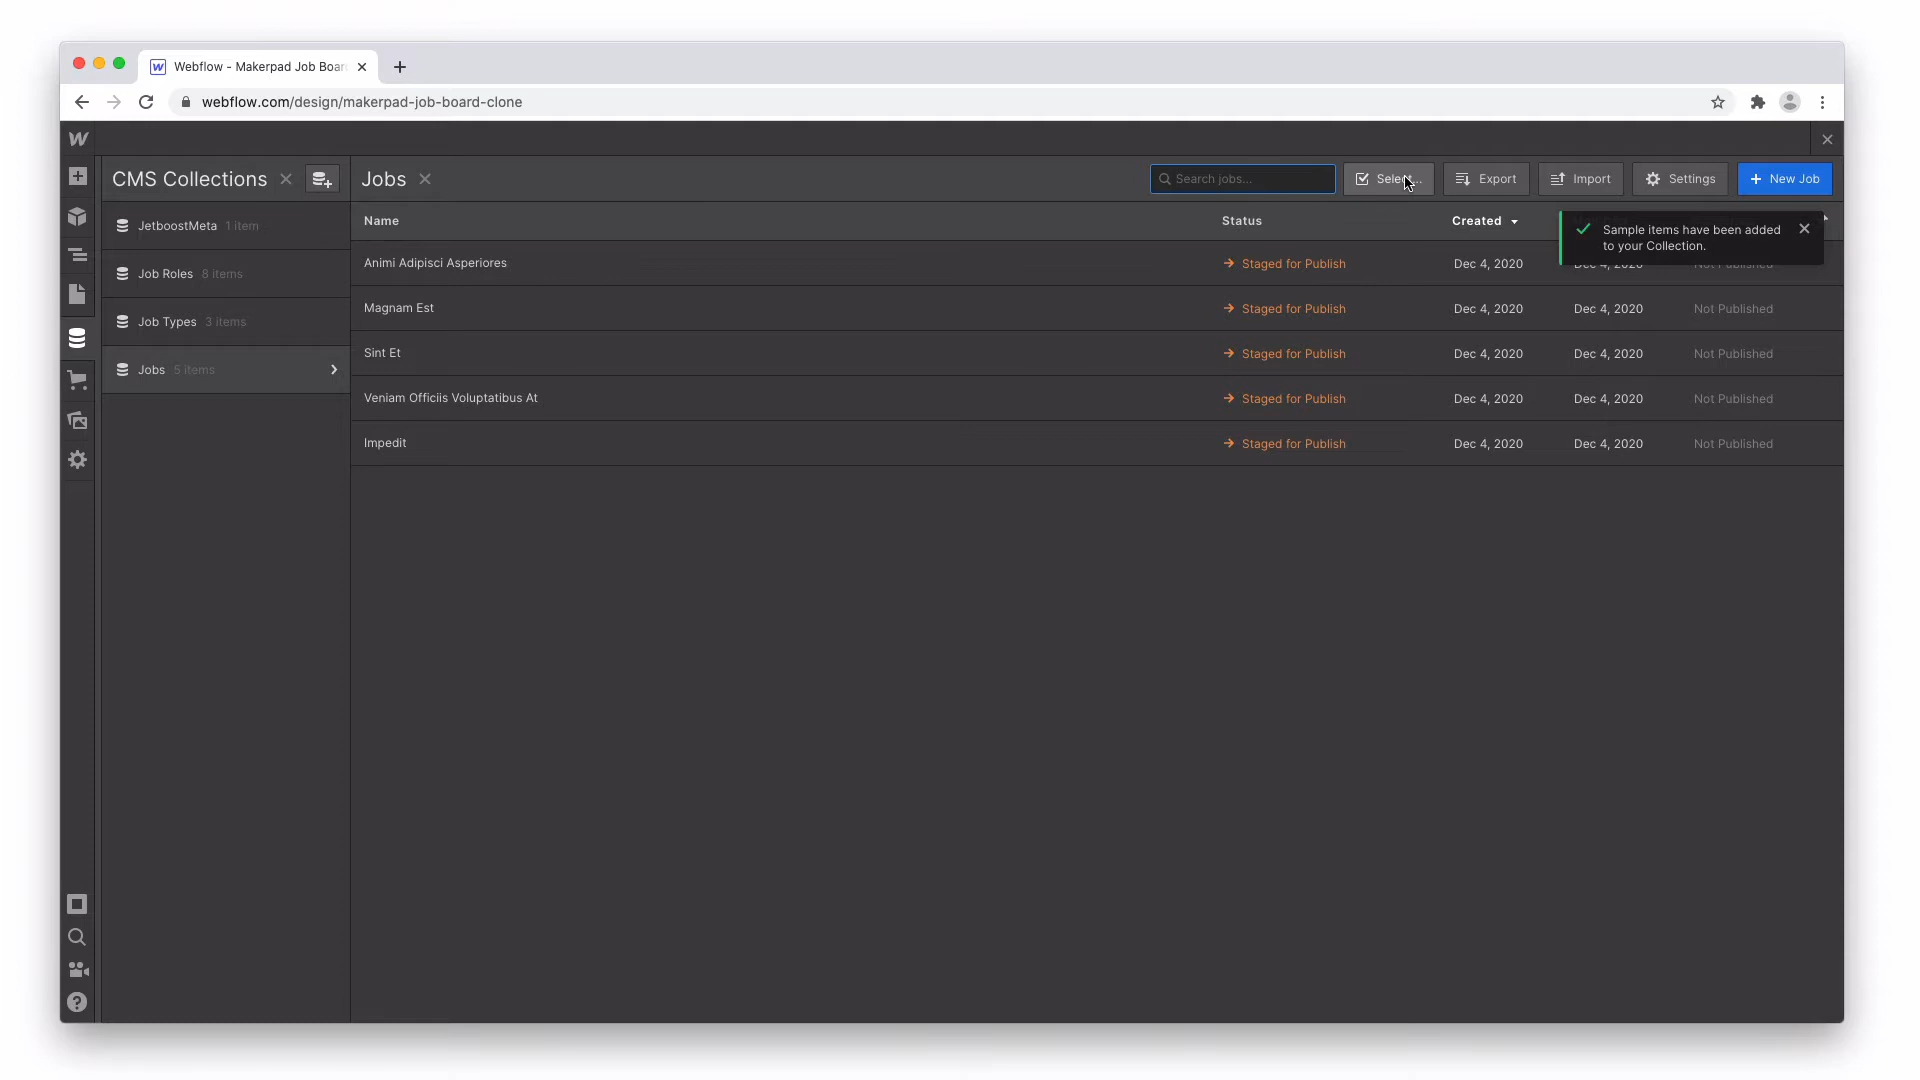 Webflow - Makerpad Job Boar
webflow.com/design/makerpad-job-board-clone
CMS Collections
Jobs
Search jobs...
Select...
Export
Import
Settings
New Job
JetboostMeta 1 item
Job Roles 8 items
Job Types 3 items
Jobs 5 items
Name Status Created
Sample items have been added
to your Collection.
Animi Adipisci Asperiores Staged for Publish Dec 4, 2020 Dec 4, 2020 Not Published
Magnam Est Staged for Publish Dec 4, 2020 Dec 4, 2020 Not Published
Sint Et Staged for Publish Dec 4, 2020 Dec 4, 2020 Not Published
Veniam Officiis Voluptatibus At Staged for Publish Dec 4, 2020 Dec 4, 2020 Not Published
Impedit Staged for Publish Dec 4, 2020 Dec 4, 2020 Not Published